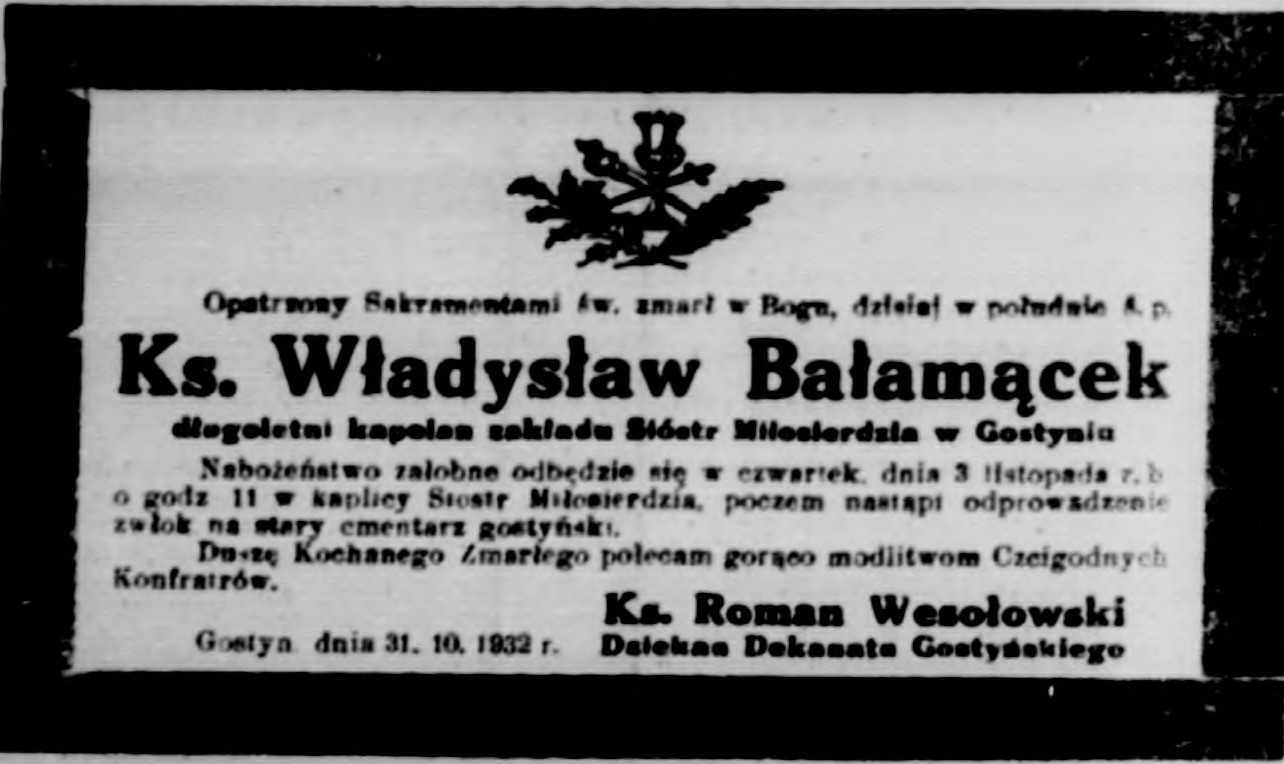 Opatrzony Sakramentami św. zmarł w Bogu, dzisiaj w południe ś. p.
Ks. Władysław Bałamącek
długoletni kapelan zakładu Sióstr Miłosierdzia w Gostyniu
Nabożeństwo żałobne odbędzie się w czwartek, dnia 3 listopada r. b
o godz 11 w kaplicy Sióstr Miłosierdzia, poczem nastąpi odprowadzenie
zwłok na stary cmentarz gostyński.
Duszę Kochanego Zmarłego polecam gorąco modlitwom Czcigodnych
Konfratrów.
Ks. Roman Wesołowski
Gostyń dnia 31. 10. 1932 r. Dziekan Dekanatu Gostyńskiego